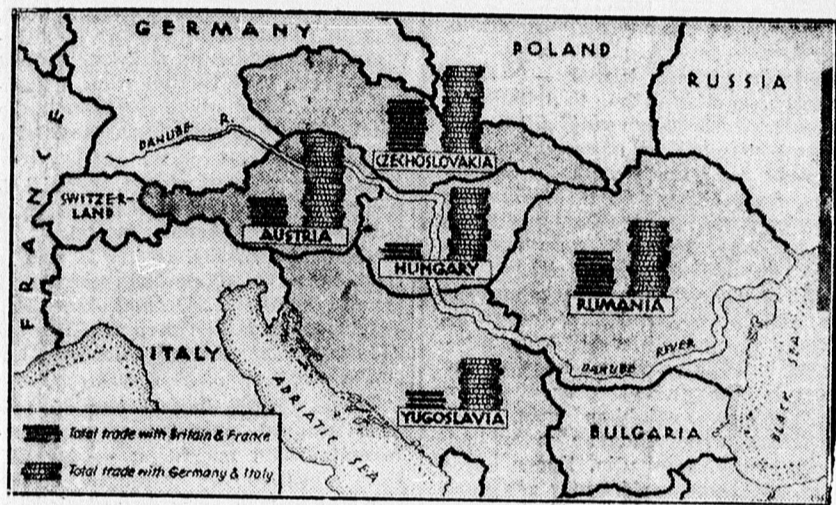 GERMANY
POLAND
RUSSIA
FRANCE
DANUBE R.
CZECHOSLOVAKIA
SWITZER-
LAND
AUSTRIA
HUNGARY
RUMANIA
ITALY
ADRIATIC SEA
YUGOSLAVIA
DANUBE RIVER
BLACK SEA
BULGARIA
Total trade with Britain & France
Total trade with Germany & Italy